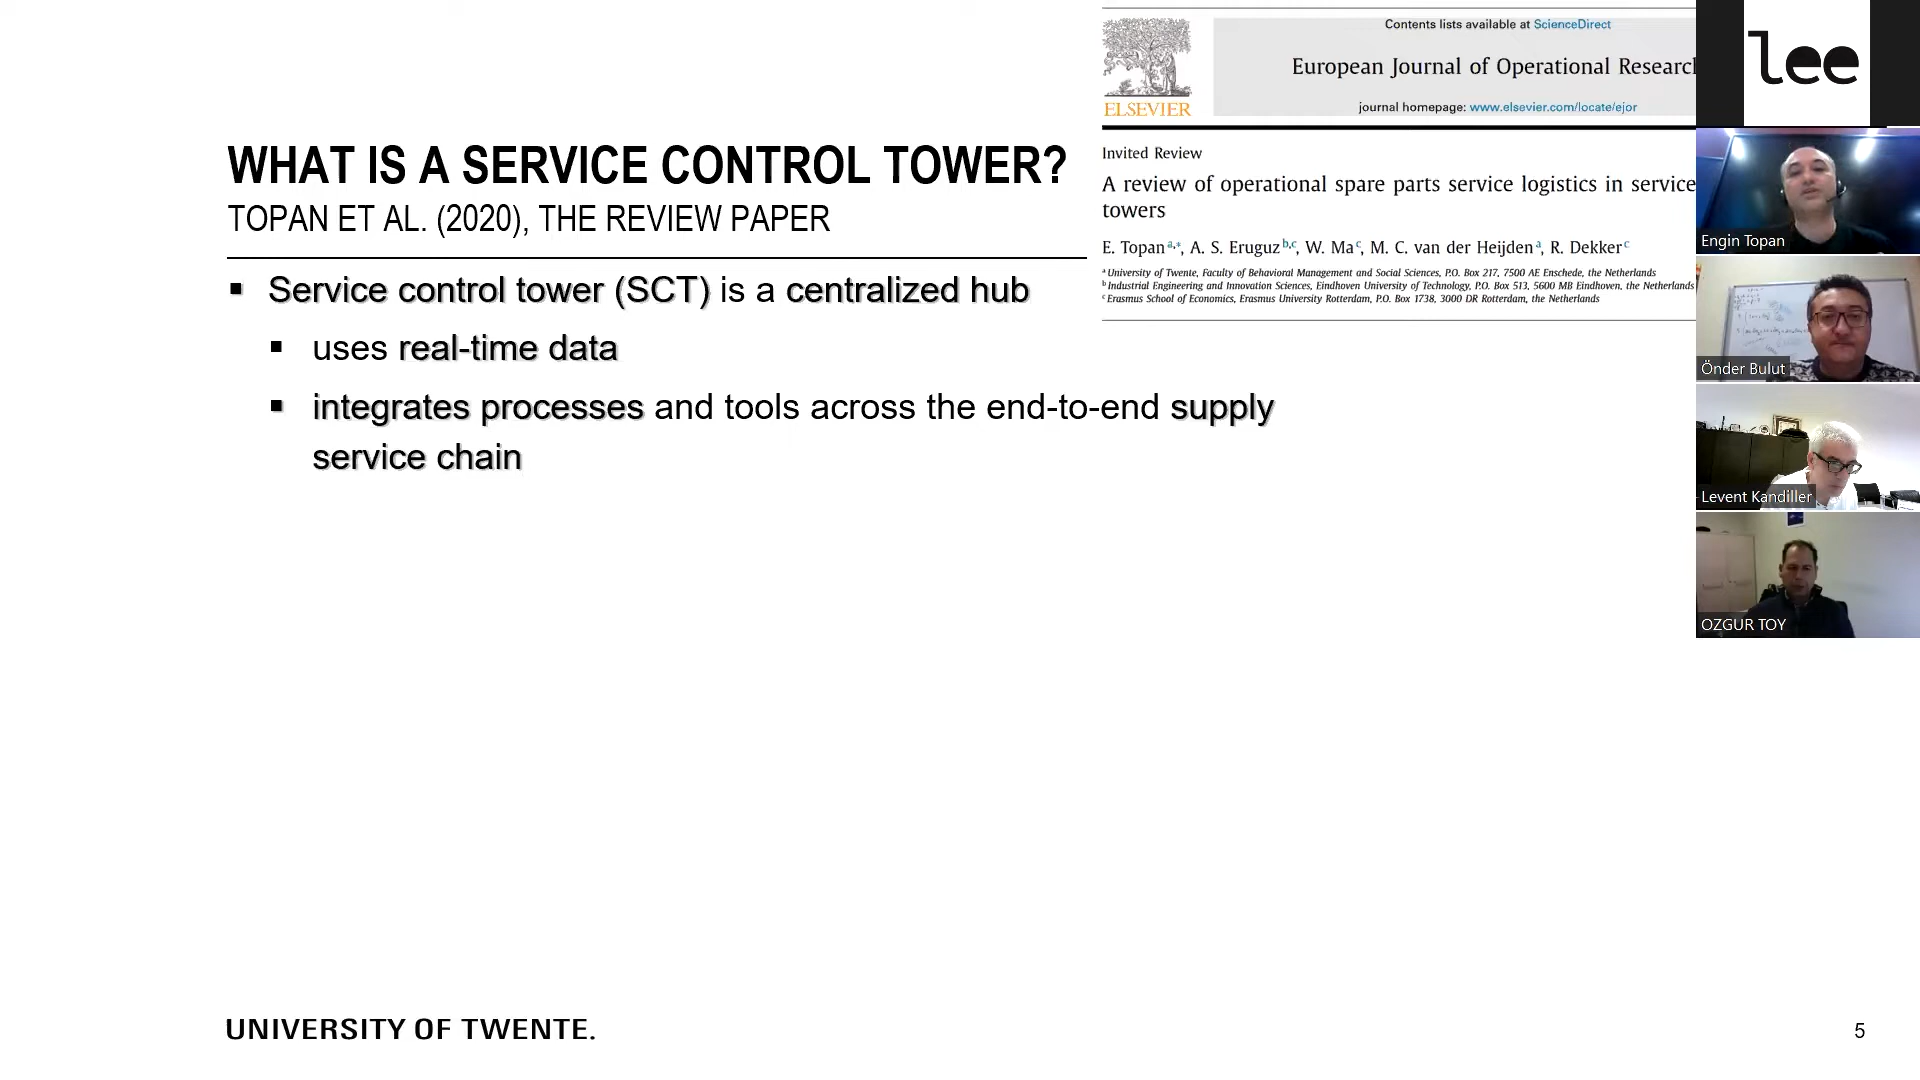 WHAT IS A SERVICE CONTROL TOWER?
TOPAN ET AL. (2020), THE REVIEW PAPER
▪ Service control tower (SCT) is a centralized hub
▪ uses real-time data
▪ integrates processes and tools across the end-to-end supply
service chain
Contents lists available at ScienceDirect
European Journal of Operational Research
journal homepage: www.elsevier.com/locate/ejor
ELSEVIER
Invited Review
A review of operational spare parts service logistics in service
towers
E. Topan a,*, A. S. Eruguz b,c, W. Ma c, M. C. van der Heijden a, R. Dekker c
a University of Twente, Faculty of Behavioral Management and Social Sciences, P.O. Box 217, 7500 AE Enschede, the Netherlands
b Industrial Engineering and Innovation Sciences, Eindhoven University of Technology, P.O. Box 513, 5600 MB Eindhoven, the Netherlands
c Erasmus School of Economics, Erasmus University Rotterdam, P.O. Box 1738, 3000 DR Rotterdam, the Netherlands
lee
Engin Topan
Önder Bulut
Levent Kandiller
OZGUR TOY
UNIVERSITY OF TWENTE.
5